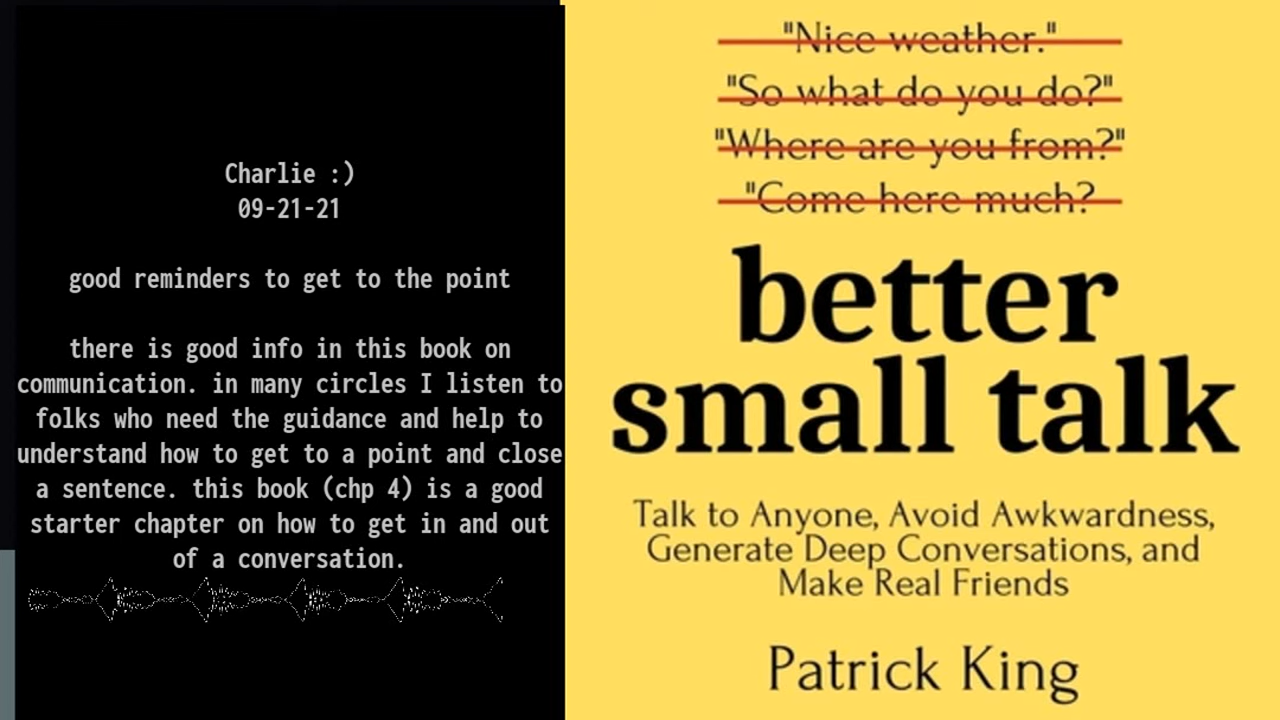 Charlie :)
09-21-21
good reminders to get to the point
there is good info in this book on
communication. in many circles I listen to
folks who need the guidance and help to
understand how to get to a point and close
a sentence. this book (chp 4) is a good
starter chapter on how to get in and out
of a conversation.
"Nice weather."
"So what do you do?"
"Where are you from?"
"Come here much?
better
small talk
Talk to Anyone, Avoid Awkwardness,
Generate Deep Conversations, and
Make Real Friends
Patrick King